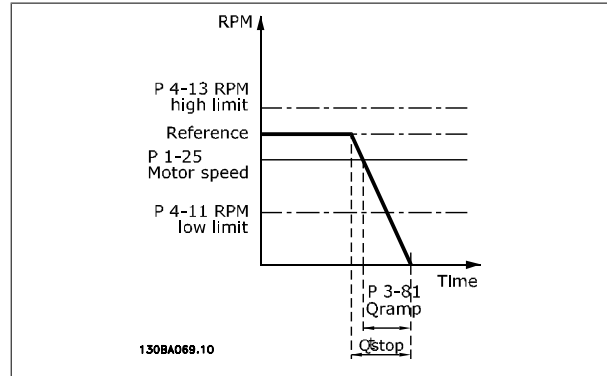 RPM
P 4-13 RPM
high limit
Reference
P 1-25
Motor speed
P 4-11 RPM
low limit
Time
P 3-81
Qramp
Qstop
130BA069.10